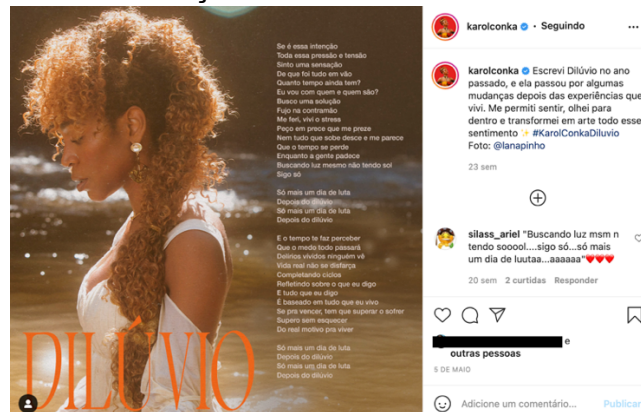 Se é essa intenção
Toda essa pressão e tensão
Sinto uma sensação
De que foi tudo em vão
Quanto tempo ainda tem?
Eu vou com quem e quem são?
Busco uma solução
Fujo na contramão
Me feri, vivi o stress
Peço em prece que me preze
Nem tudo que sobe desce e me parece
Que o tempo se perde
Enquanto a gente padece
Buscando luz mesmo não tendo sol
Sigo só
Só mais um dia de luta
Depois do dilúvio
Só mais um dia de luta
Depois do dilúvio
E o tempo te faz perceber
Que o medo todo passará
Delírios vividos ninguém vê
Vida real não se disfarça
Completando ciclos
Refletindo sobre o que eu digo
E tudo que eu digo
É baseado em tudo que eu vivo
Se pra vencer, tem que superar o sofrer
Supero sem esquecer
Do real motivo pra viver
Só mais um dia de luta
Depois do dilúvio
Só mais um dia de luta
Depois do dilúvio
DILÚVIO
karolconka • Seguindo
karolconka Escrevi Dilúvio no ano
passado, e ela passou por algumas
mudanças depois das experiências que
vivi. Me permiti sentir, olhei para
dentro e transformei em arte todo esse
sentimento ✨ #KarolConkaDiluvio
Foto: @lanapinho
23 sem
silass_ariel "Buscando luz msm n
tendo sooool....sigo só...só mais
um dia de luutaa...aaaaaa"❤❤❤
20 sem 2 curtidas Responder
e
outras pessoas
5 DE MAIO
Adicione um comentário... Publicar